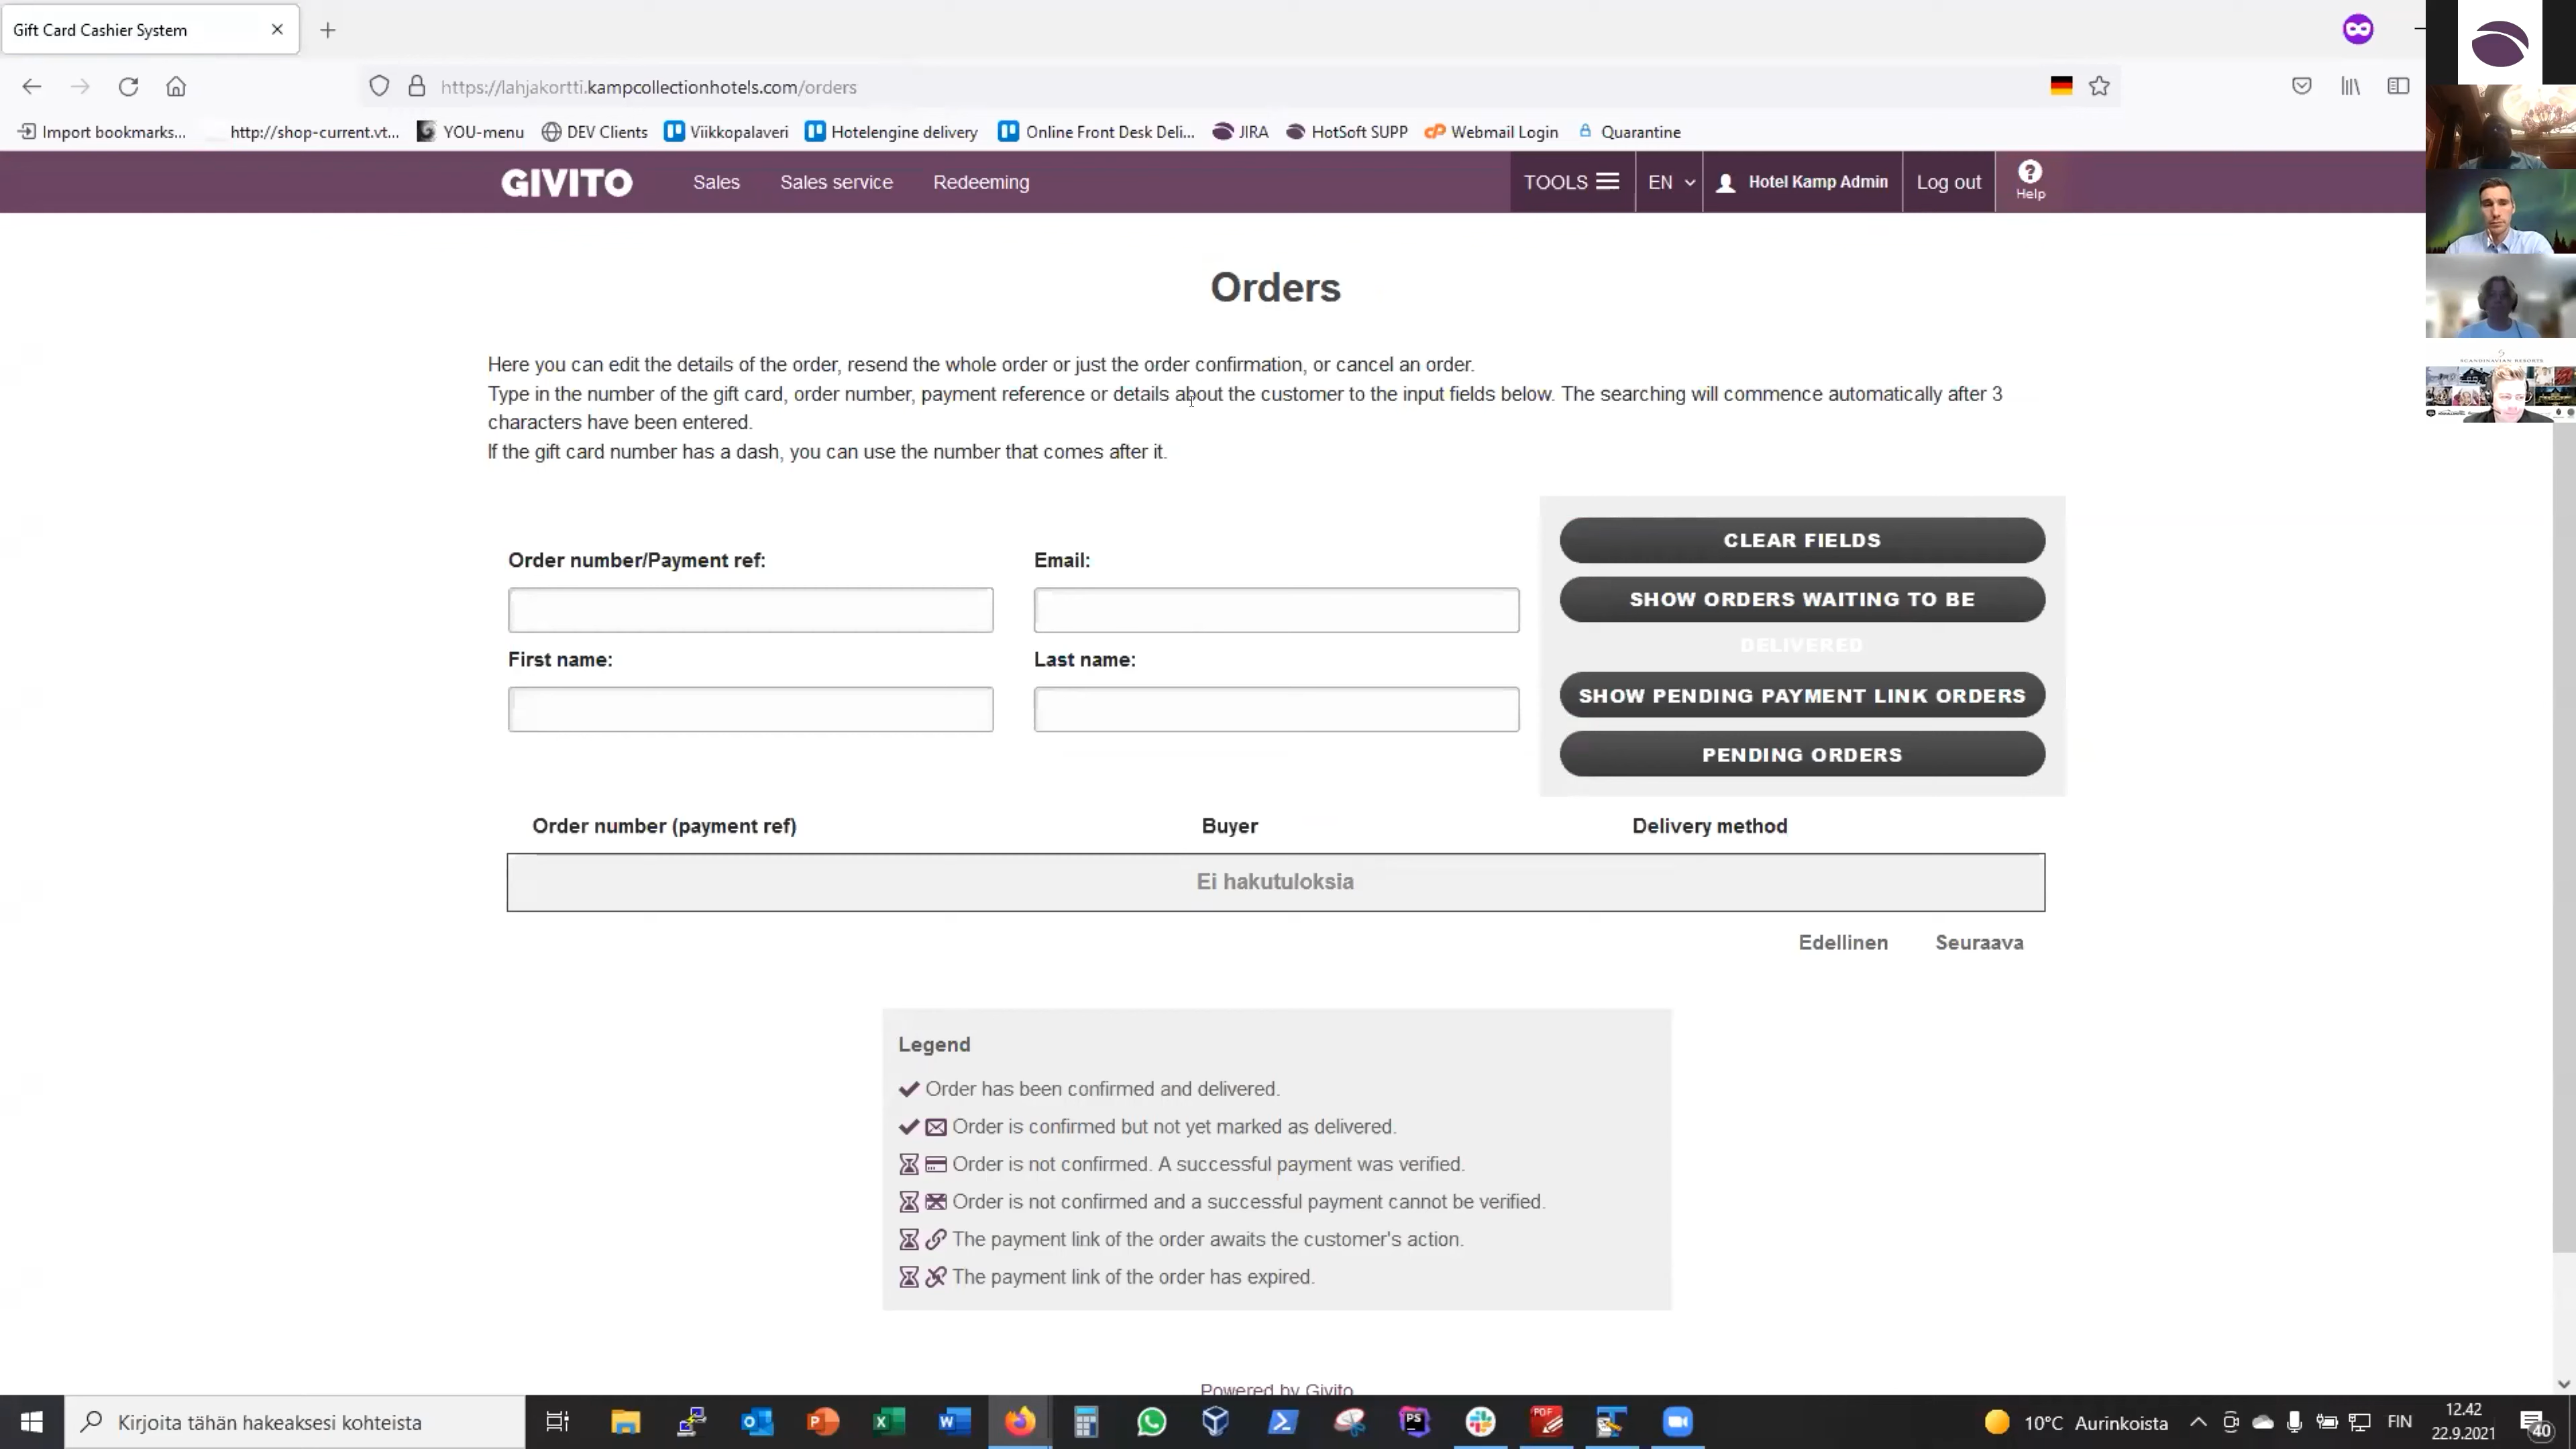 Gift Card Cashier System
https://lahjakortti.kampcollectionhotels.com/orders
Import bookmarks...
http://shop-current.vt...
YOU-menu
DEV Clients
Viikkopalaveri
Hotelengine delivery
Online Front Desk Deli...
JIRA
HotSoft SUPP
Webmail Login
Quarantine
GIVITO
Sales
Sales service
Redeeming
TOOLS
EN
Hotel Kamp Admin
Log out
Help
Orders
Here you can edit the details of the order, resend the whole order or just the order confirmation, or cancel an order.
Type in the number of the gift card, order number, payment reference or details about the customer to the input fields below. The searching will commence automatically after 3
characters have been entered.
If the gift card number has a dash, you can use the number that comes after it.
Order number/Payment ref:
Email:
First name:
Last name:
CLEAR FIELDS
SHOW ORDERS WAITING TO BE
DELIVERED
SHOW PENDING PAYMENT LINK ORDERS
PENDING ORDERS
Order number (payment ref)
Buyer
Delivery method
Ei hakutuloksia
Edellinen
Seuraava
Legend
Order has been confirmed and delivered.
Order is confirmed but not yet marked as delivered.
Order is not confirmed. A successful payment was verified.
Order is not confirmed and a successful payment cannot be verified.
The payment link of the order awaits the customer's action.
The payment link of the order has expired.
Powered by Givito
Kirjoita tähän hakeaksesi kohteista
PS
PDF
10°C Aurinkoista
FIN
12.42
22.9.2021
40
SCANDINAVIAN RESORTS